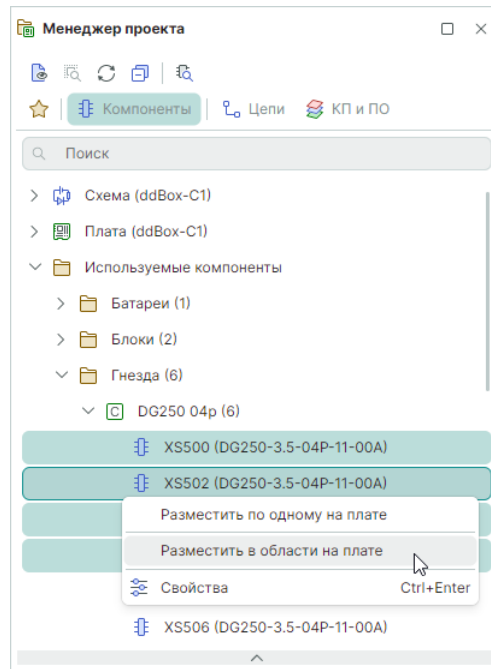 Менеджер проекта
Компоненты Цепи КП и ПО
Поиск
Схема (ddBox-C1)
Плата (ddBox-C1)
Используемые компоненты
Батареи (1)
Блоки (2)
Гнезда (6)
C DG250 04p (6)
XS500 (DG250-3.5-04P-11-00A)
XS502 (DG250-3.5-04P-11-00A)
Разместить по одному на плате
Разместить в области на плате
Свойства Ctrl+Enter
XS506 (DG250-3.5-04P-11-00A)